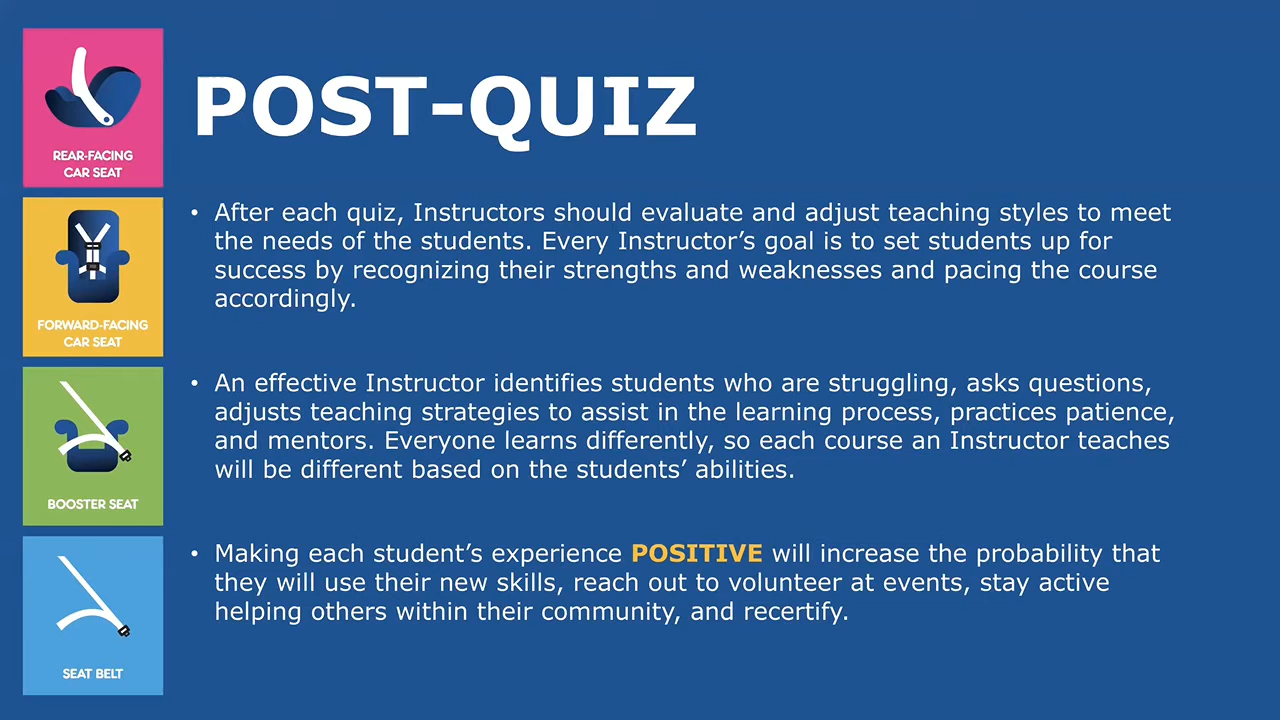 REAR-FACING
CAR SEAT
FORWARD-FACING
CAR SEAT
BOOSTER SEAT
SEAT BELT
POST-QUIZ
• After each quiz, Instructors should evaluate and adjust teaching styles to meet
the needs of the students. Every Instructor’s goal is to set students up for
success by recognizing their strengths and weaknesses and pacing the course
accordingly.
• An effective Instructor identifies students who are struggling, asks questions,
adjusts teaching strategies to assist in the learning process, practices patience,
and mentors. Everyone learns differently, so each course an Instructor teaches
will be different based on the students’ abilities.
• Making each student’s experience POSITIVE will increase the probability that
they will use their new skills, reach out to volunteer at events, stay active
helping others within their community, and recertify.